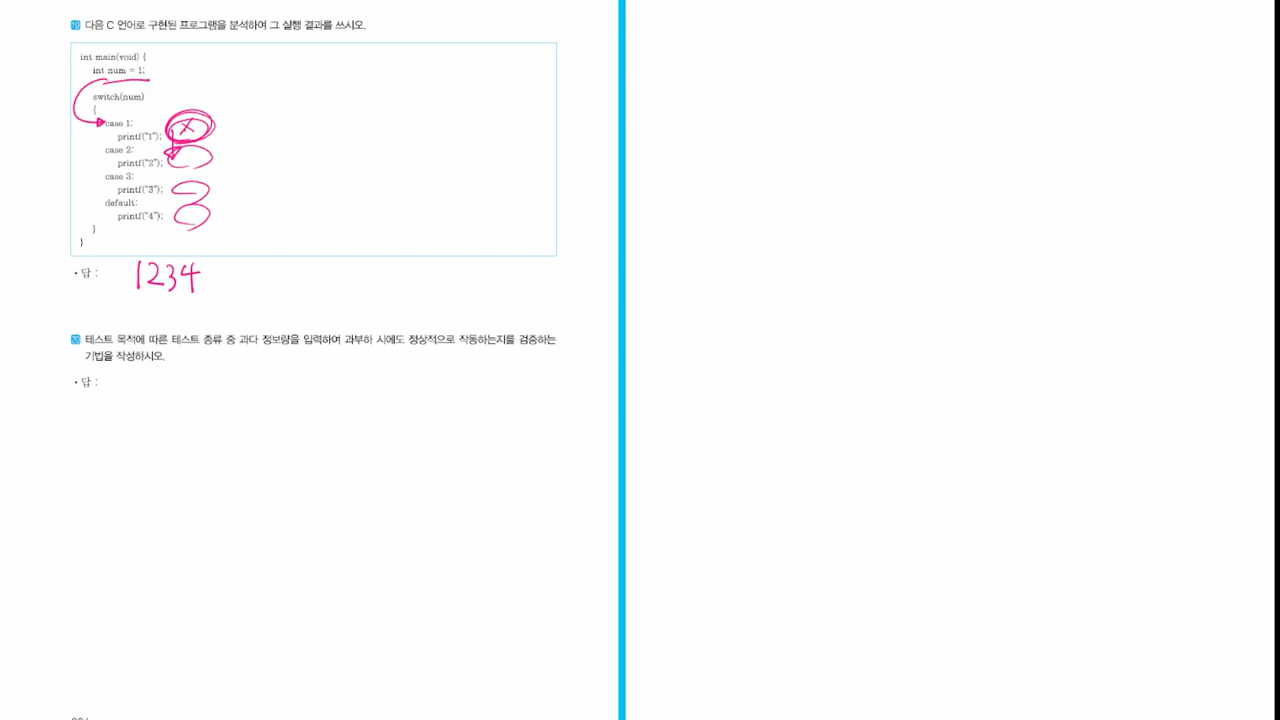 19 다음 C 언어로 구현된 프로그램을 분석하여 그 실행 결과를 쓰시오.
int main(void) {
int num = 1;
switch(num)
{
case 1:
printf("1");
case 2:
printf("2");
case 3:
printf("3");
default:
printf("4");
}
}
• 답 : 1234
20 테스트 목적에 따른 테스트 종류 중 과다 정보량을 입력하여 과부하 시에도 정상적으로 작동하는지를 검증하는
기법을 작성하시오.
• 답 :